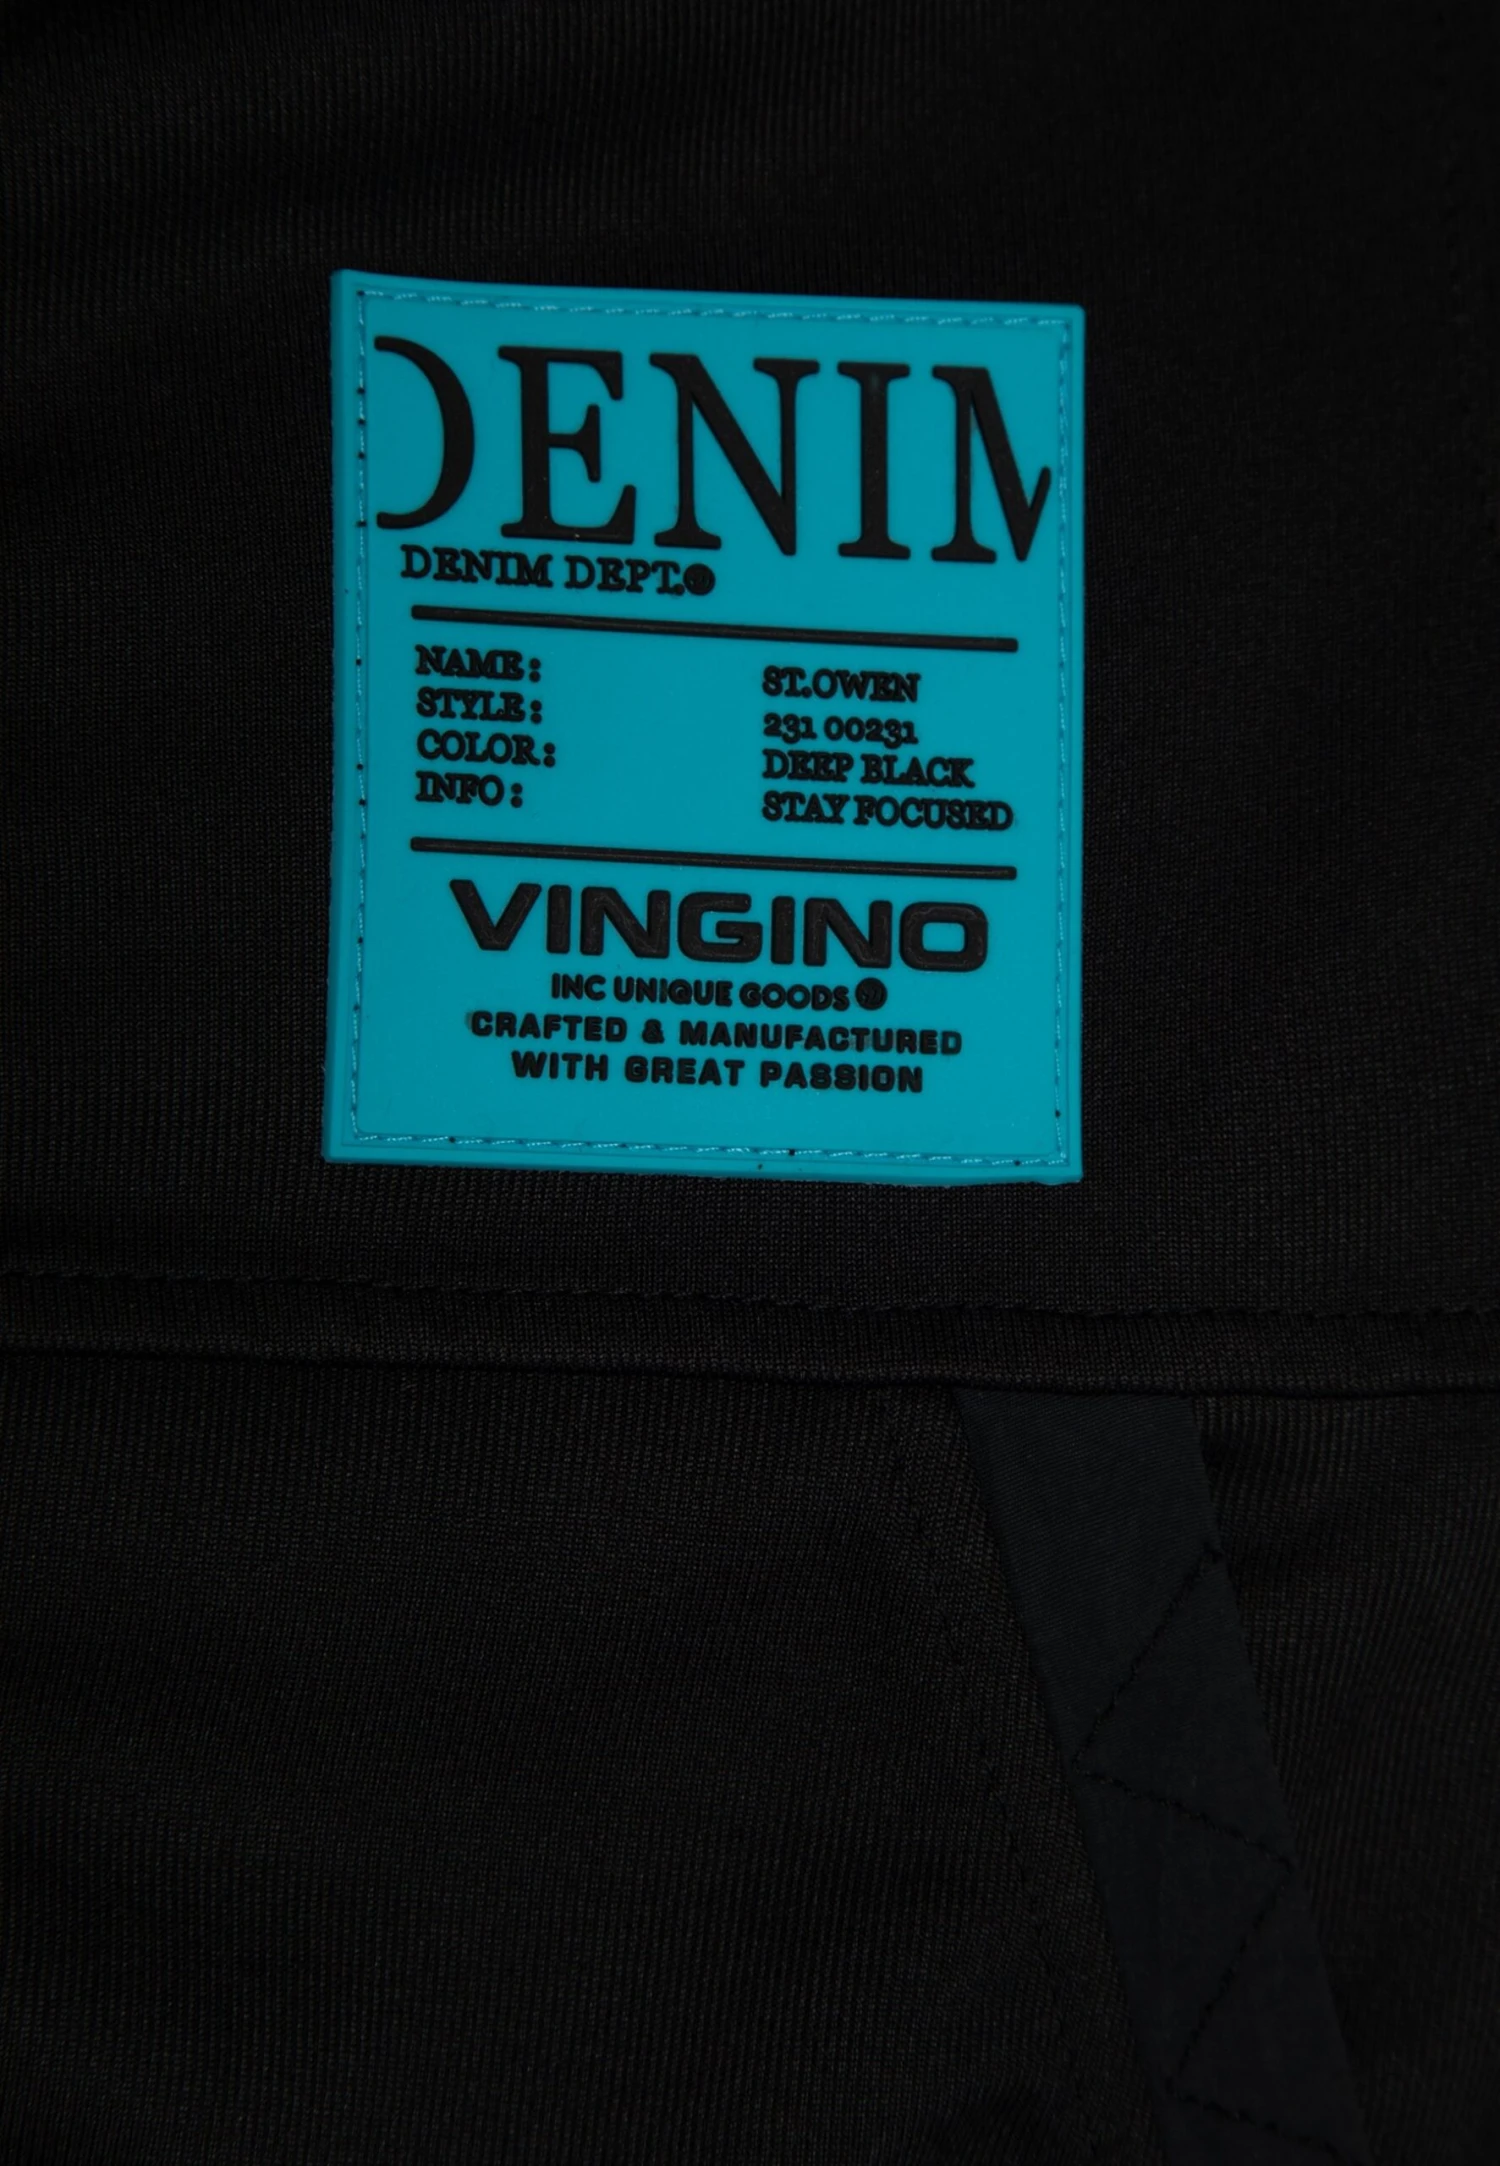 DENIM
DENIM DEPT.
NAME: ST.OWEN
STYLE: 231 00231
COLOR: DEEP BLACK
INFO: STAY FOCUSED
VINGINO
INC UNIQUE GOODS
CRAFTED & MANUFACTURED
WITH GREAT PASSION